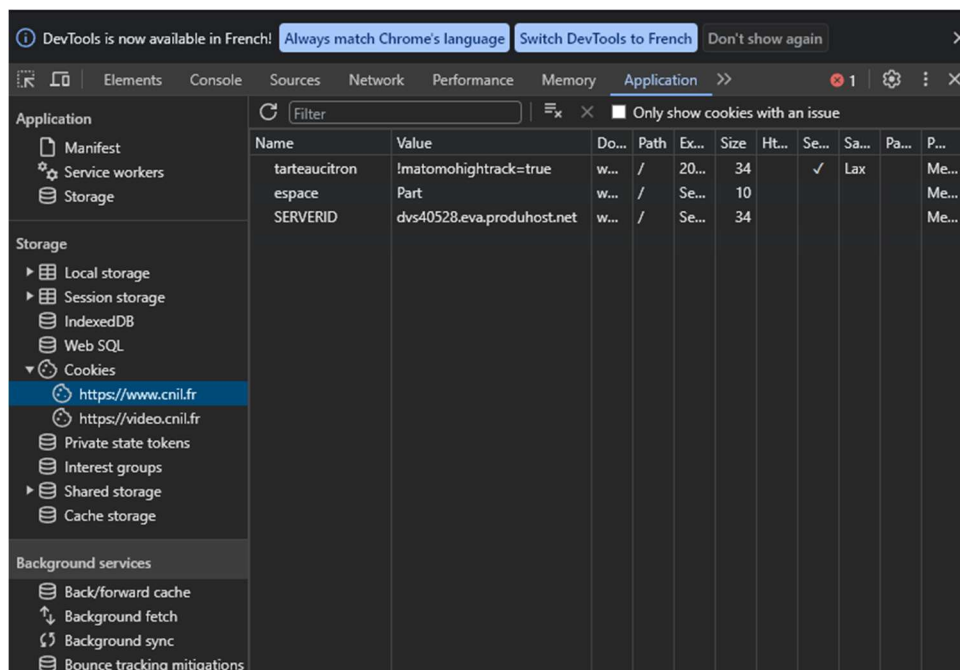 DevTools is now available in French! Always match Chrome's language Switch DevTools to French Don't show again
Elements Console Sources Network Performance Memory Application 1
Application
Manifest
Service workers
Storage
Storage
Local storage
Session storage
IndexedDB
Web SQL
Cookies
https://www.cnil.fr
https://video.cnil.fr
Private state tokens
Interest groups
Shared storage
Cache storage
Background services
Back/forward cache
Background fetch
Background sync
Bounce tracking mitigations
Filter Only show cookies with an issue
Name Value Do... Path Ex... Size Ht... Se... Sa... Pa... P...
tarteaucitron !matomohightrack=true w... / 20... 34 ✓ Lax Me...
espace Part w... / Se... 10 Me...
SERVERID dvs40528.eva.produhost.net w... / Se... 34 Me...